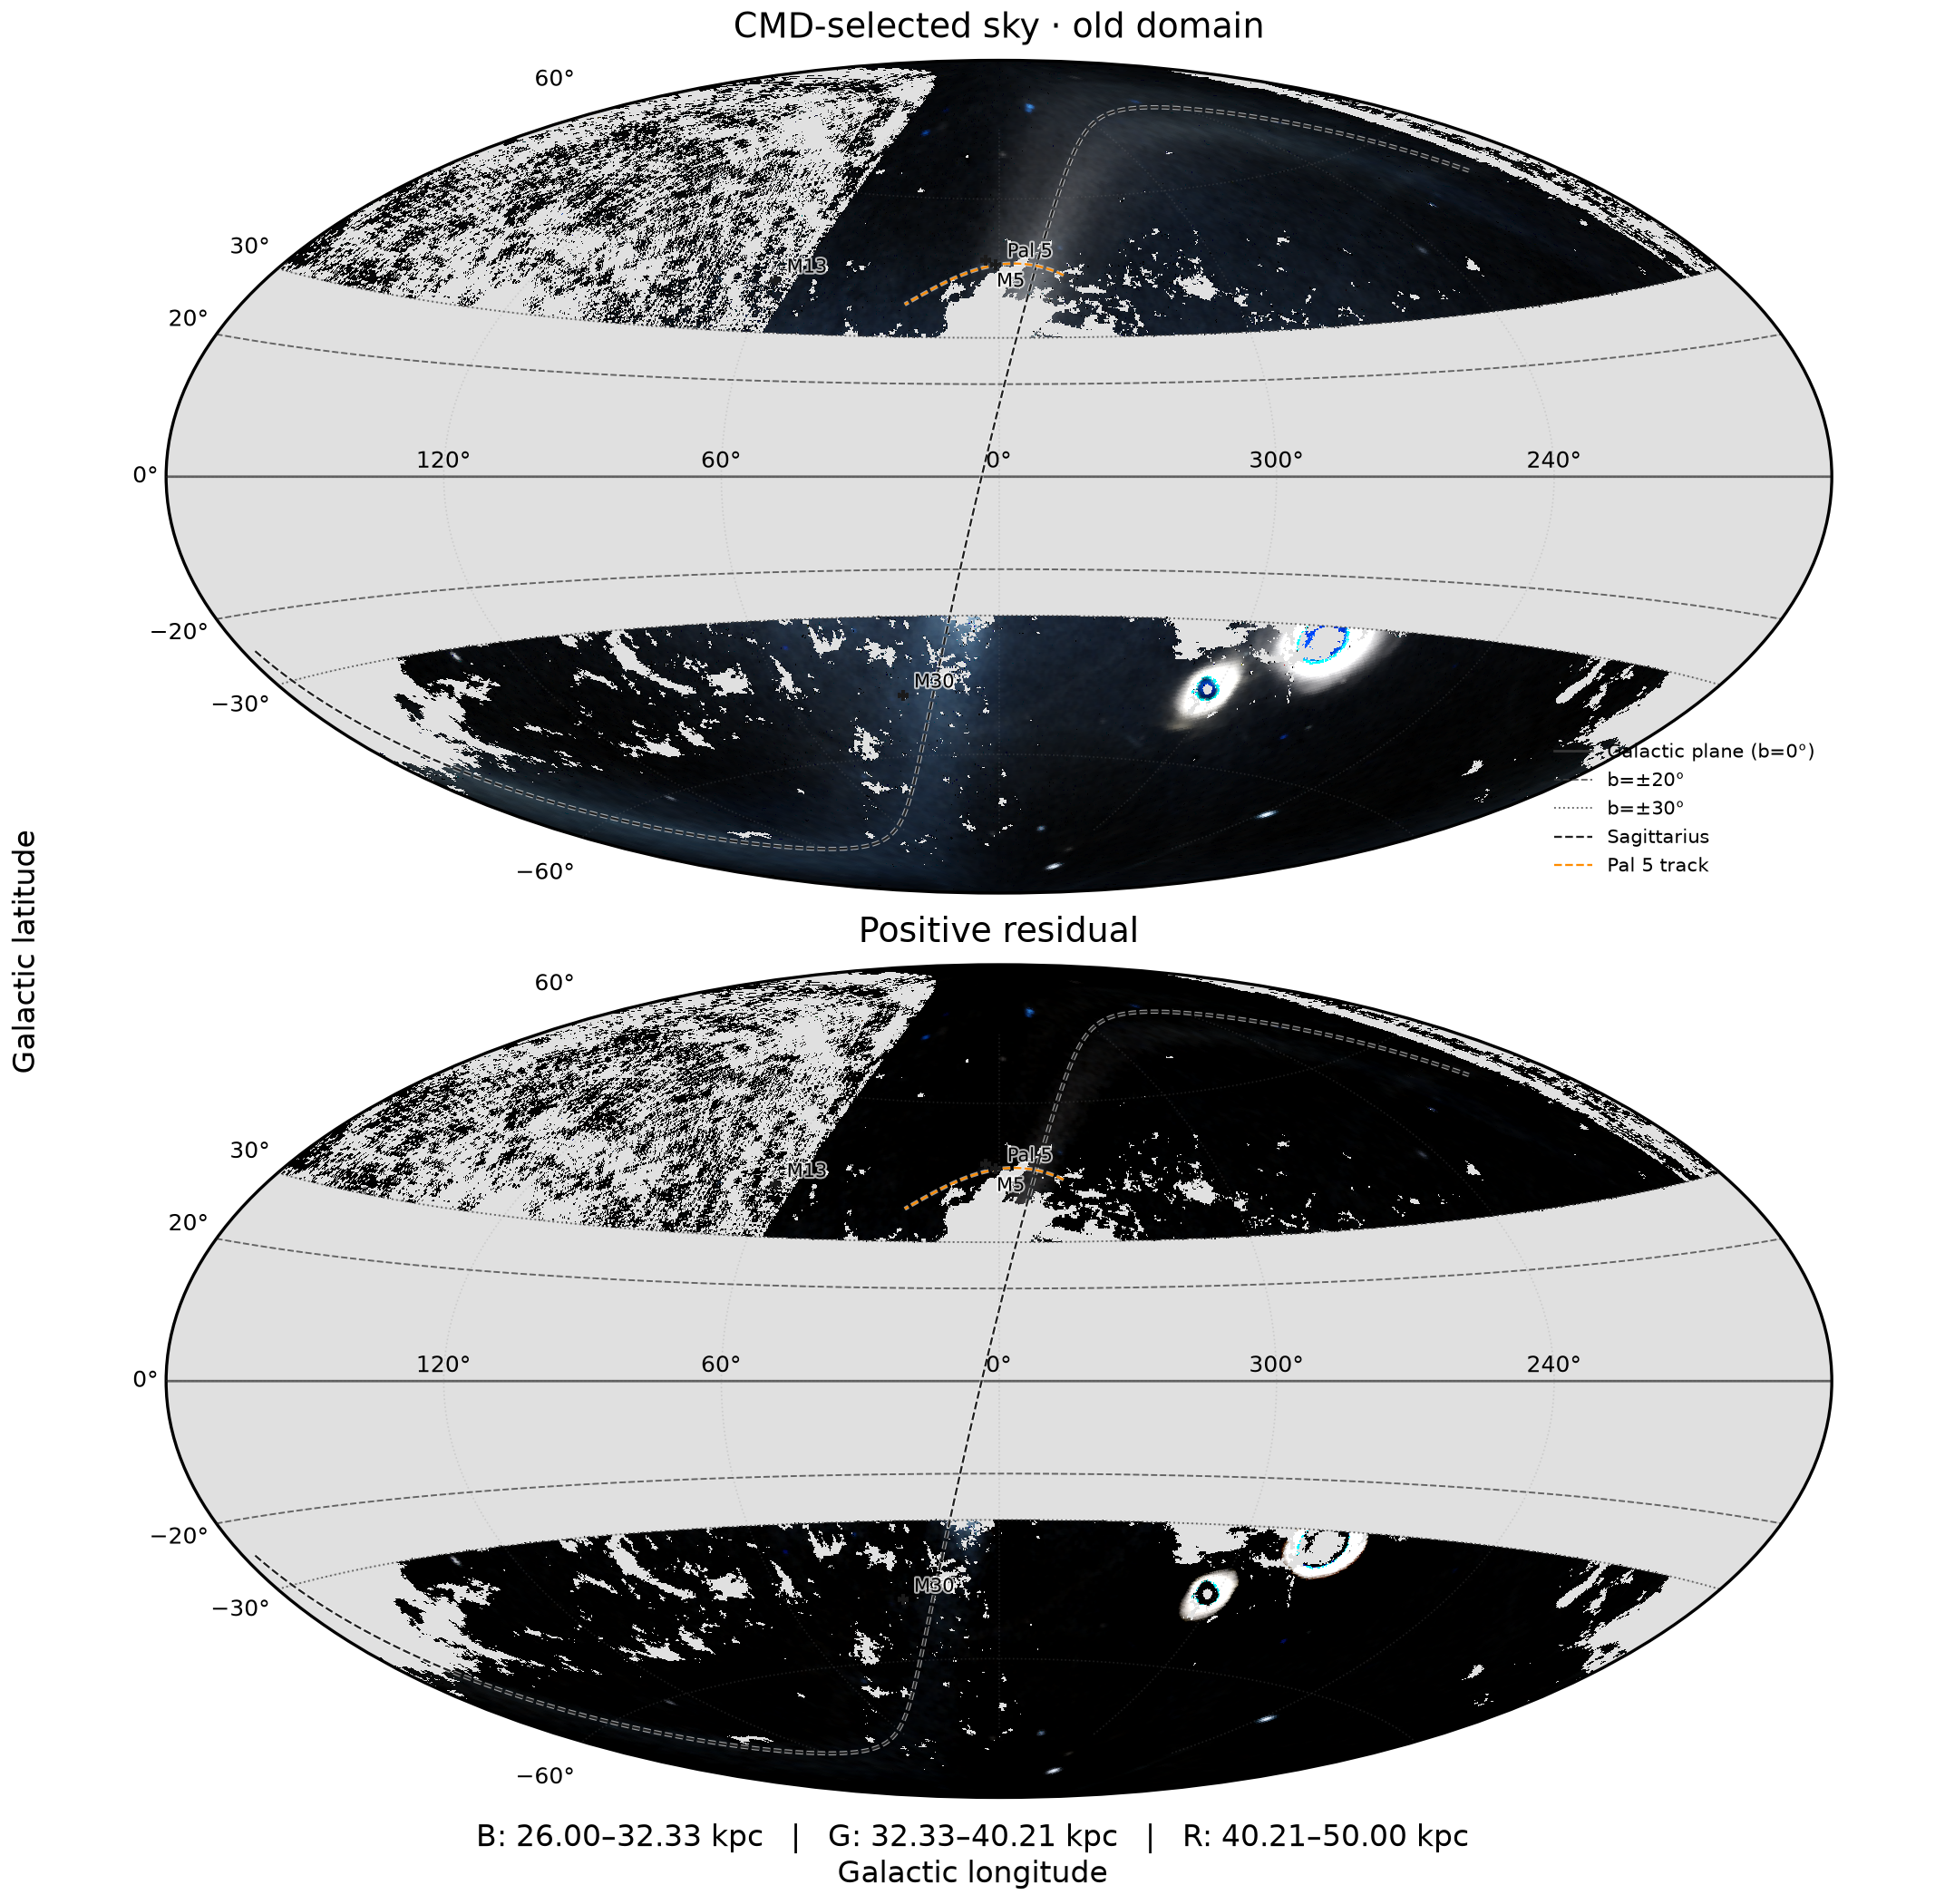 CMD-selected sky · old domain
60°
30°
20°
0°
−20°
−30°
−60°
120°
60°
0°
300°
240°
M13
Pal 5
M5
M30
Galactic plane (b=0°)
b=±20°
b=±30°
Sagittarius
Pal 5 track
Galactic latitude
Positive residual
60°
30°
20°
0°
−20°
−30°
−60°
120°
60°
0°
300°
240°
M13
Pal 5
M5
M30
B: 26.00–32.33 kpc | G: 32.33–40.21 kpc | R: 40.21–50.00 kpc
Galactic longitude